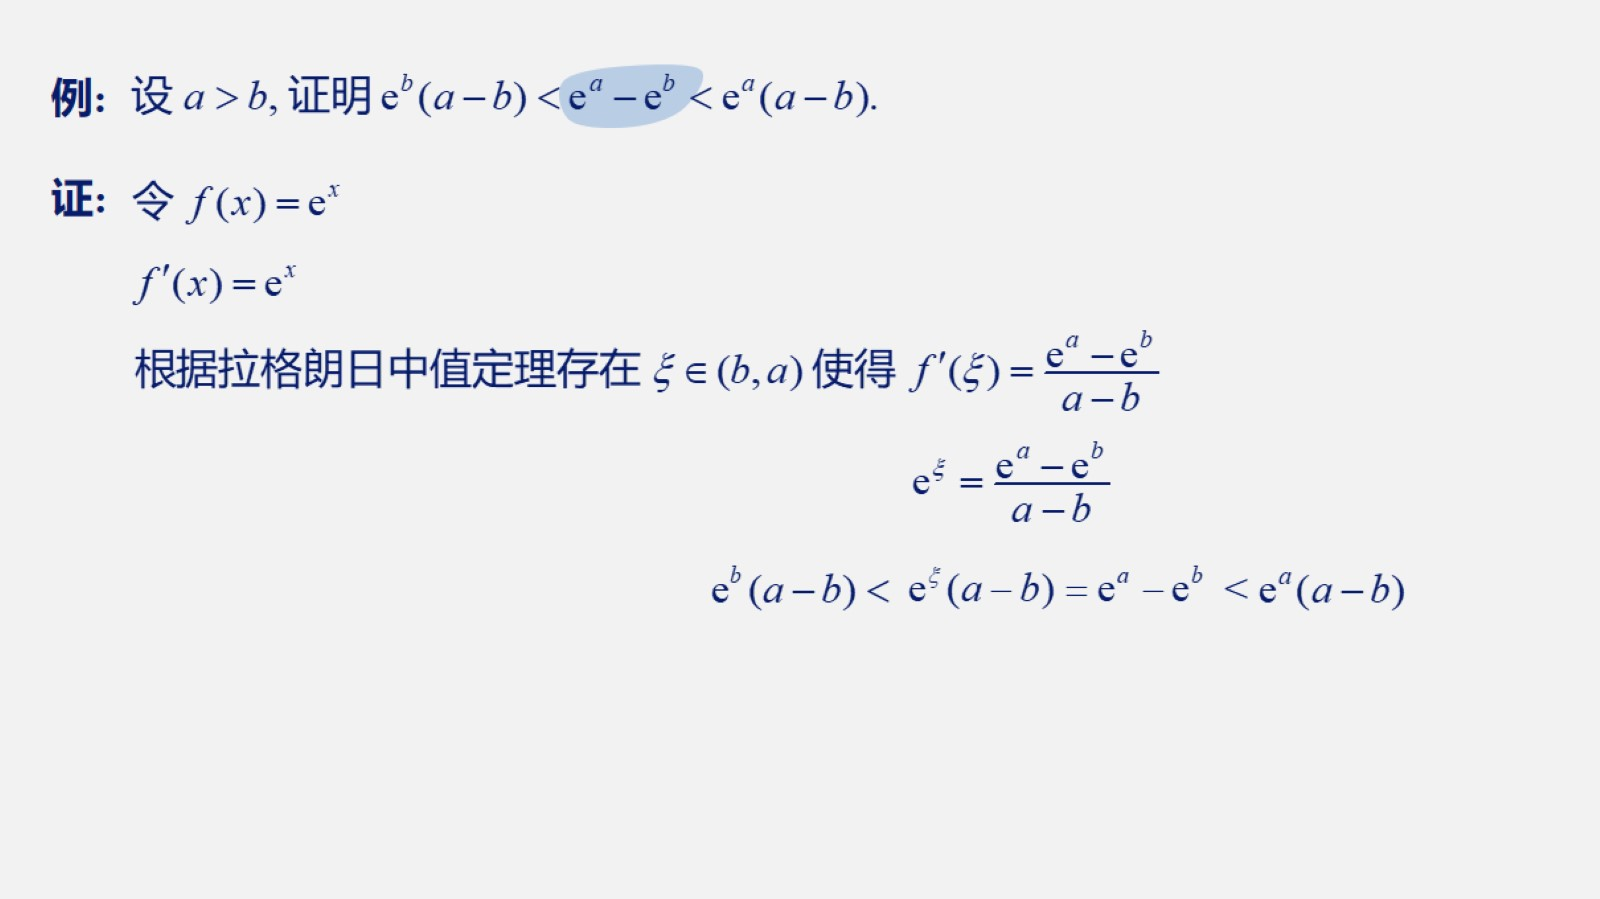 例: 设 a > b, 证明 e^b (a − b) < e^a − e^b < e^a (a − b).
证: 令 f (x) = e^x
f ′(x) = e^x
根据拉格朗日中值定理存在 ξ ∈ (b, a) 使得 f ′(ξ) = (e^a − e^b)/(a − b)
e^ξ = (e^a − e^b)/(a − b)
e^b (a − b) < e^ξ (a − b) = e^a − e^b < e^a (a − b)